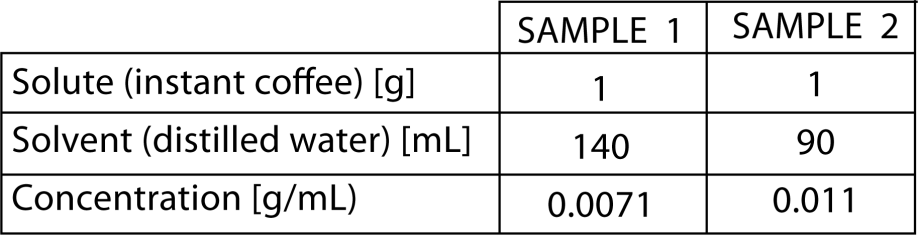 SAMPLE 1 SAMPLE 2
Solute (instant coffee) [g] 1 1
Solvent (distilled water) [mL] 140 90
Concentration [g/mL) 0.0071 0.011